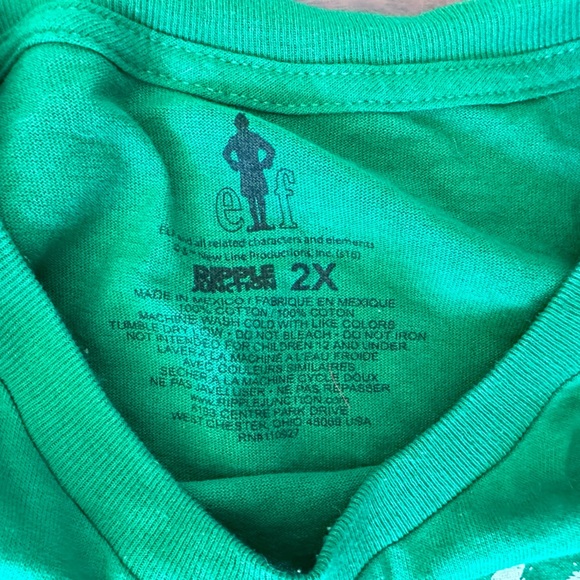 elf
Elf and all related characters and elements
© & ™ New Line Productions, Inc. (s16)
RIPPLE JUNCTION 2X
MADE IN MEXICO / FABRIQUE EN MEXIQUE
100% COTTON / 100% COTON
MACHINE WASH COLD WITH LIKE COLORS
TUMBLE DRY LOW • DO NOT BLEACH • DO NOT IRON
NOT INTENDED FOR CHILDREN 12 AND UNDER
LAVER A LA MACHINE A L'EAU FROIDE
AVEC COULEURS SIMILAIRES
SECHER A LA MACHINE CYCLE DOUX
NE PAS JAVELLISER • NE PAS REPASSER
www.RIPPLEJUNCTION.com
CENTRE PARK DRIVE
WEST CHESTER, OHIO 45069 USA
RN#110927